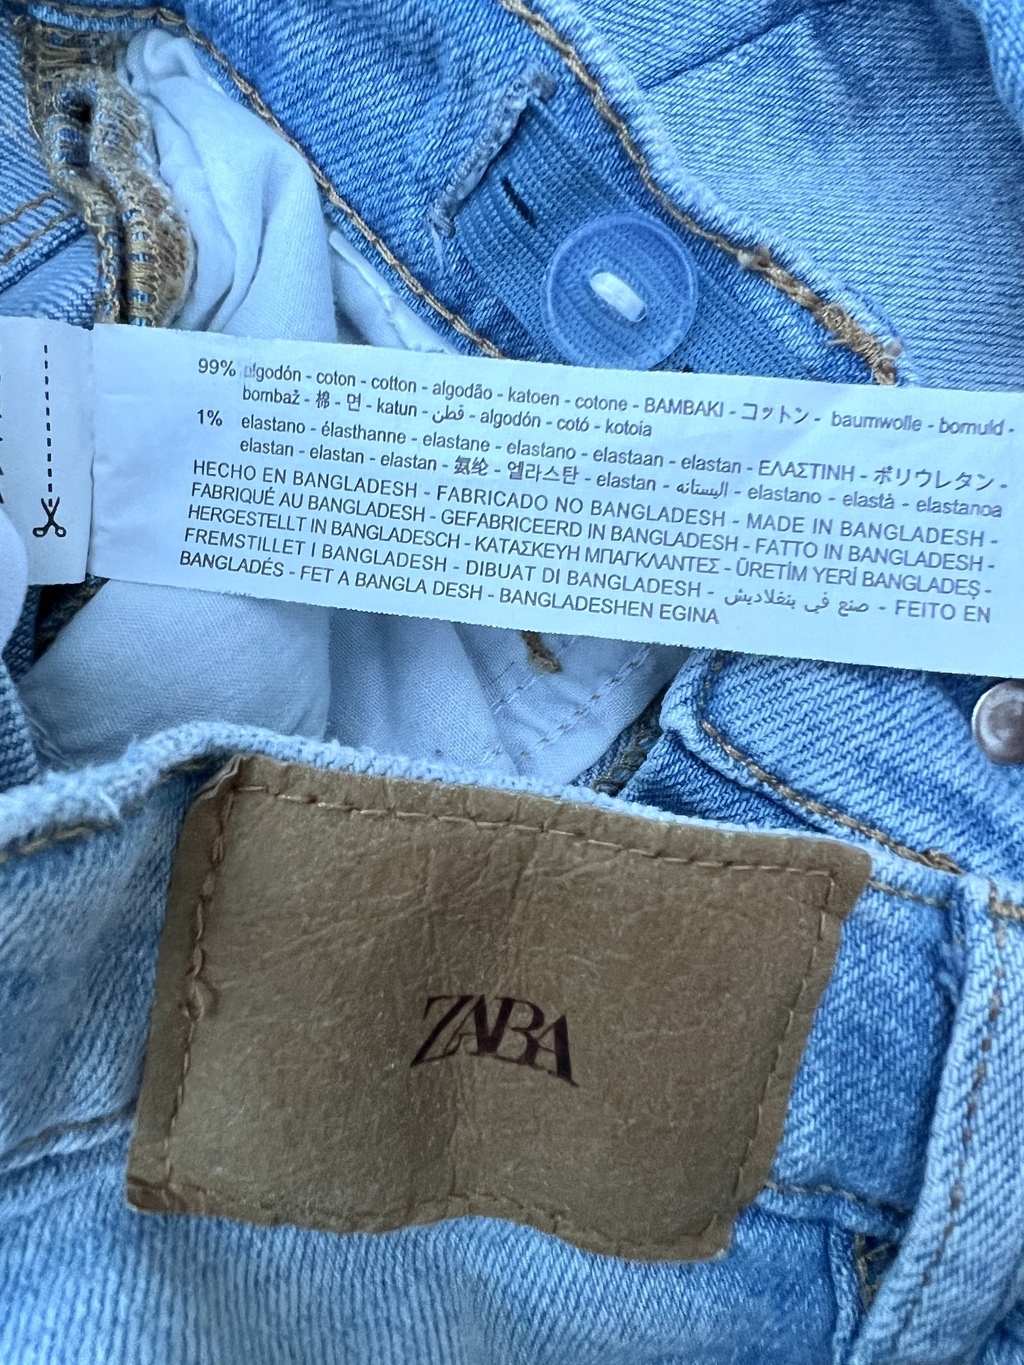 99% algodón - coton - cotton - algodão - katoen - cotone - BAMBAKI - コットン - baumwolle - bomuld -
bombaž - 棉 - 면 - katun - قطن - algodón - cotó - kotoia
1% elastano - élasthanne - elastane - elastano - elastaan - elastan - ΕΛΑΣΤΙΝΗ - ポリウレタン -
elastan - elastan - elastan - 氨纶 - 엘라스탄 - elastan - اليستانه - elastano - elastà - elastanoa
HECHO EN BANGLADESH - FABRICADO NO BANGLADESH - MADE IN BANGLADESH -
FABRIQUÉ AU BANGLADESH - GEFABRICEERD IN BANGLADESH - FATTO IN BANGLADESH -
HERGESTELLT IN BANGLADESCH - ΚΑΤΑΣΚΕΥΗ ΜΠΑΓΚΛΑΝΤΕΣ - ÜRETİM YERİ BANGLADEŞ -
FREMSTILLET I BANGLADESH - DIBUAT DI BANGLADESH - صنع في بنغلاديش - FEITO EN
BANGLADÉS - FET A BANGLA DESH - BANGLADESHEN EGINA
ZABA